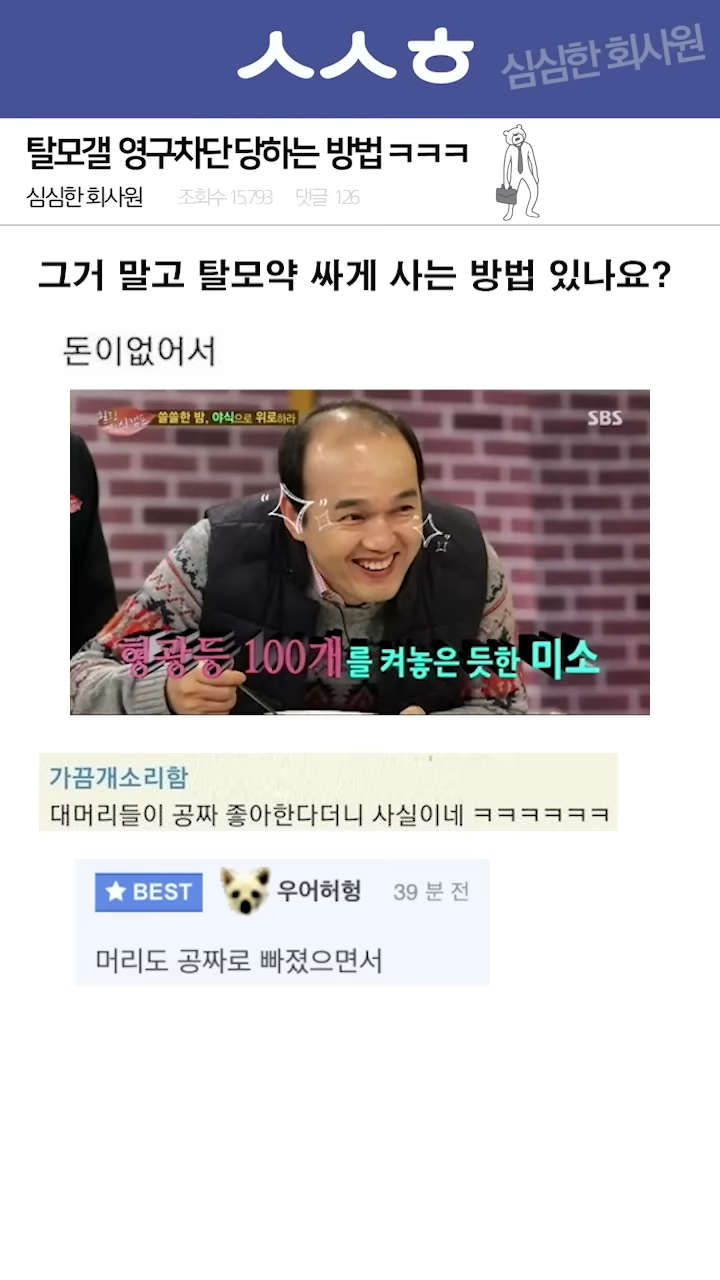 ㅅㅅㅎ
심심한 회사원
탈모갤 영구차단 당하는 방법 ㅋㅋㅋ
심심한 회사원 조회수 15,793 댓글 126
그거 말고 탈모약 싸게 사는 방법 있나요?
돈이없어서
쓸쓸한 밤, 야식으로 위로하라
SBS
형광등 100개를 켜놓은 듯한 미소
가끔개소리함
대머리들이 공짜 좋아한다더니 사실이네 ㅋㅋㅋㅋㅋㅋ
★ BEST 우어허헝 39 분 전
머리도 공짜로 빠졌으면서